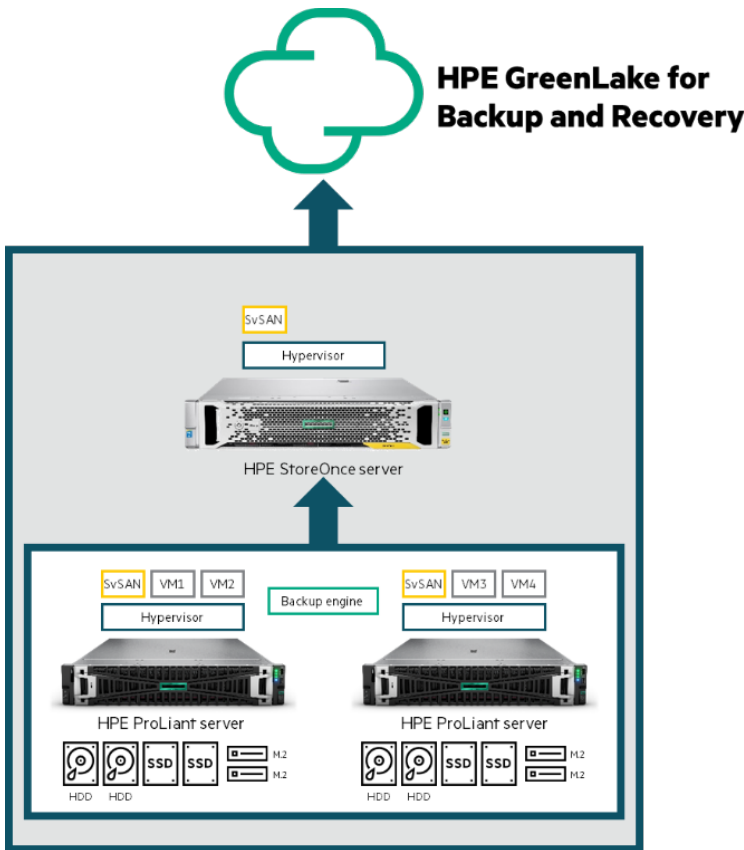 HPE GreenLake for
Backup and Recovery
SvSAN
Hypervisor
HPE StoreOnce server
SvSAN VM1 VM2
Hypervisor
Backup engine
SvSAN VM3 VM4
Hypervisor
HPE ProLiant server
HPE ProLiant server
SSD SSD M.2
M.2
HDD HDD
SSD SSD M.2
M.2
HDD HDD